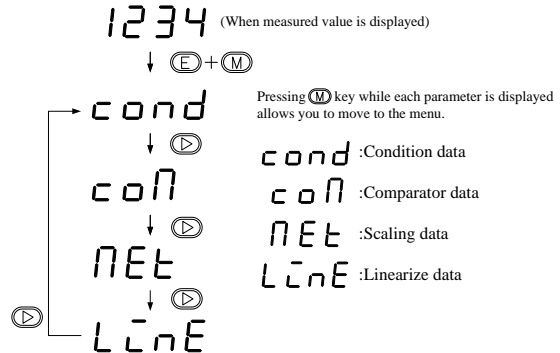 1234 (When measured value is displayed)
E + M
cond
Pressing M key while each parameter is displayed
allows you to move to the menu.
cond :Condition data
com :Comparator data
com
MEt :Scaling data
MEt
LinE :Linearize data
LinE